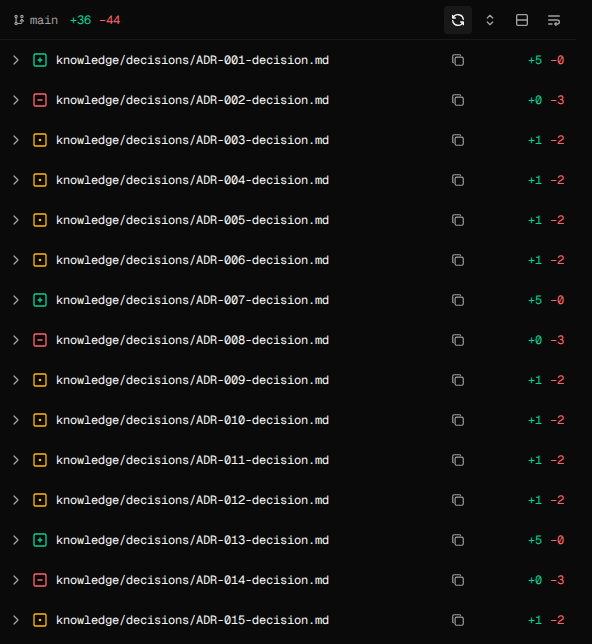 main +36 -44
knowledge/decisions/ADR-001-decision.md +5 -0
knowledge/decisions/ADR-002-decision.md +0 -3
knowledge/decisions/ADR-003-decision.md +1 -2
knowledge/decisions/ADR-004-decision.md +1 -2
knowledge/decisions/ADR-005-decision.md +1 -2
knowledge/decisions/ADR-006-decision.md +1 -2
knowledge/decisions/ADR-007-decision.md +5 -0
knowledge/decisions/ADR-008-decision.md +0 -3
knowledge/decisions/ADR-009-decision.md +1 -2
knowledge/decisions/ADR-010-decision.md +1 -2
knowledge/decisions/ADR-011-decision.md +1 -2
knowledge/decisions/ADR-012-decision.md +1 -2
knowledge/decisions/ADR-013-decision.md +5 -0
knowledge/decisions/ADR-014-decision.md +0 -3
knowledge/decisions/ADR-015-decision.md +1 -2